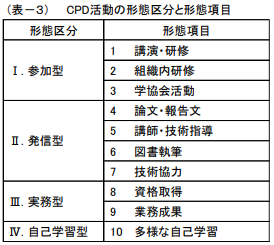 （表－3）　CPD活動の形態区分と形態項目
形態区分　形態項目
Ⅰ. 参加型
1　講演・研修
2　組織内研修
3　学協会活動
Ⅱ. 発信型
4　論文・報告文
5　講師・技術指導
6　図書執筆
7　技術協力
Ⅲ. 実務型
8　資格取得
9　業務成果
Ⅳ. 自己学習型
10　多様な自己学習